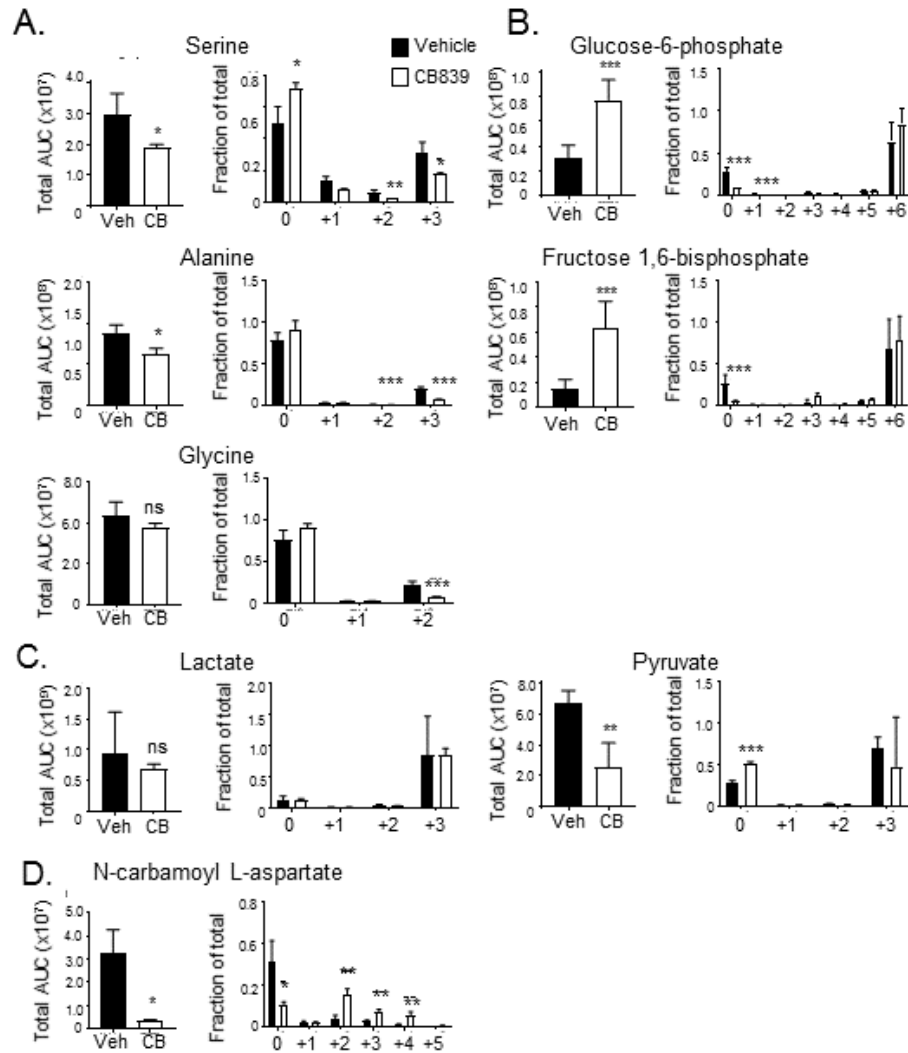 A.
Serine
Vehicle
CB839
B.
Glucose-6-phosphate
Total AUC (x10⁷)
4.0
3.0
2.0
1.0
0
*
Veh CB
Fraction of total
0.8
0.6
0.2
0
* ** *
0 +1 +2 +3
Total AUC (x10⁸)
1.0
0.8
0.6
0.4
0.2
0
***
Veh CB
Fraction of total
1.5
1.0
0.5
0
*** ***
0 +1 +2 +3 +4 +5 +6
Alanine
Total AUC (x10⁸)
1.5
1.0
0.5
0
*
Veh CB
Fraction of total
1.5
1.0
0.5
0
*** ***
0 +1 +2 +3
Fructose 1,6-bisphosphate
Total AUC (x10⁸)
1.0
0.8
0.6
0.4
0.2
0
***
Veh CB
Fraction of total
1.5
1.0
0.5
0
***
0 +1 +2 +3 +4 +5 +6
Glycine
Total AUC (x10⁷)
6.0
2.0
0
ns
Veh CB
Fraction of total
1.5
1.0
0.5
0
***
0 +1 +2
C.
Lactate
Total AUC (x10⁹)
2.0
1.5
1.0
0.5
0
ns
Veh CB
Fraction of total
2.0
1.5
1.0
0.5
0
0 +1 +2 +3
Pyruvate
Total AUC (x10⁷)
8.0
6.0
4.0
2.0
0
**
Veh CB
Fraction of total
1.5
1.0
0.5
0
***
0 +1 +2 +3
D.
N-carbamoyl L-aspartate
Total AUC (x10⁷)
5.0
4.0
3.0
2.0
1.0
0
*
Veh CB
Fraction of total
0.8
0.6
0.2
0
* ** ** **
0 +1 +2 +3 +4 +5